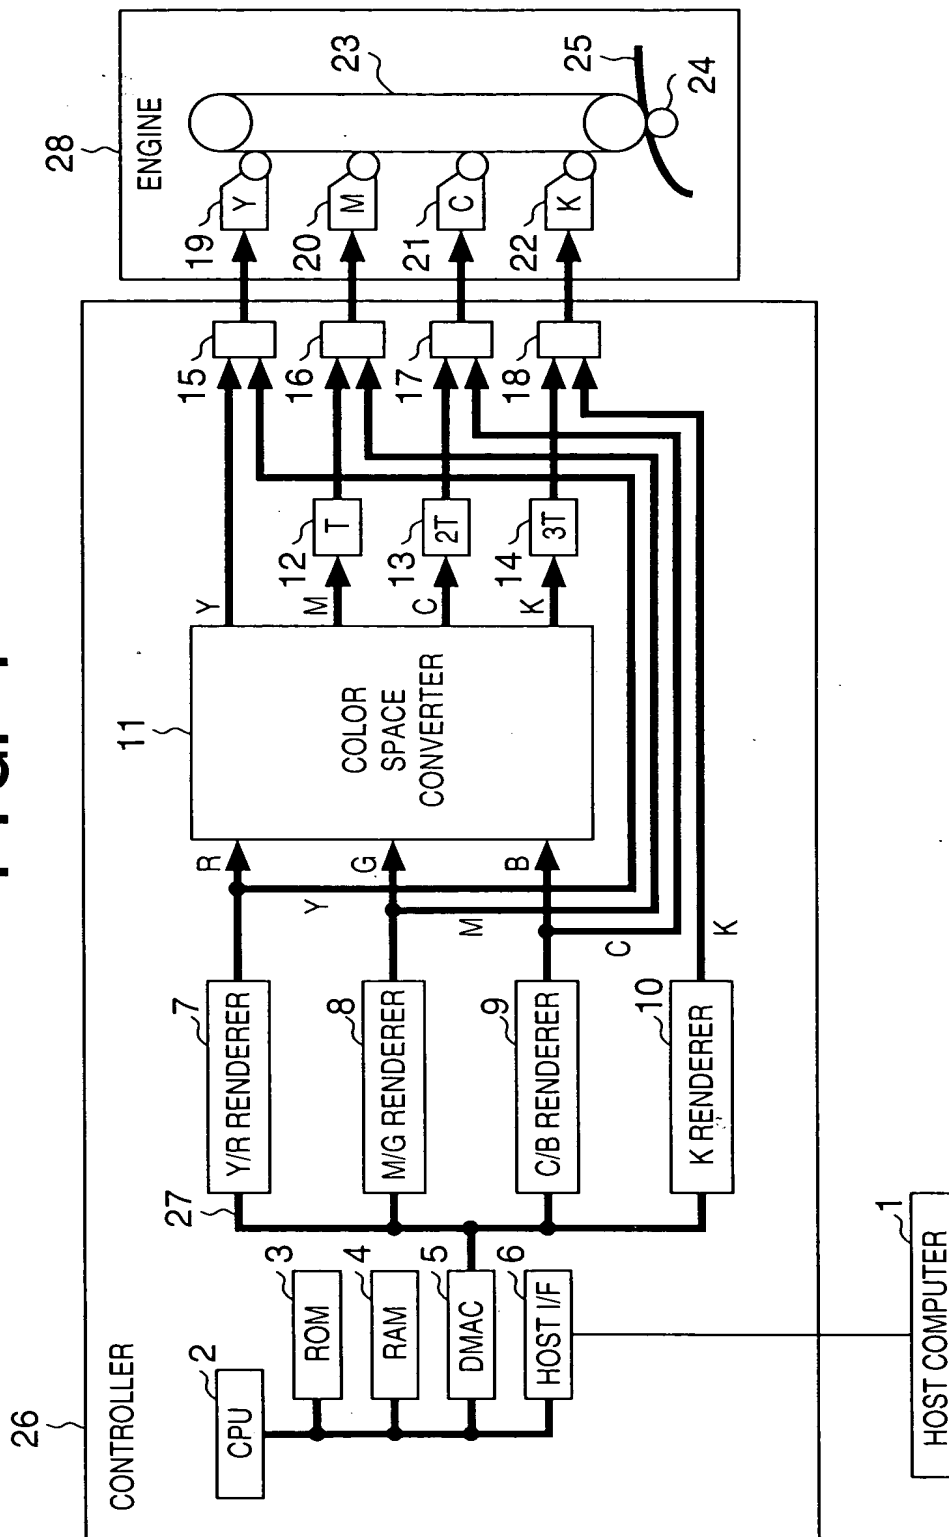 26
CONTROLLER
2
CPU
3
ROM
4
RAM
5
DMAC
6
HOST I/F
1
HOST COMPUTER
27
7
Y/R RENDERER
8
M/G RENDERER
9
C/B RENDERER
10
K RENDERER
R
G
B
Y
M
C
K
11
COLOR
SPACE
CONVERTER
Y
M
C
K
12
T
13
2T
14
3T
15
16
17
18
28
ENGINE
19
Y
20
M
21
C
22
K
23
25
24